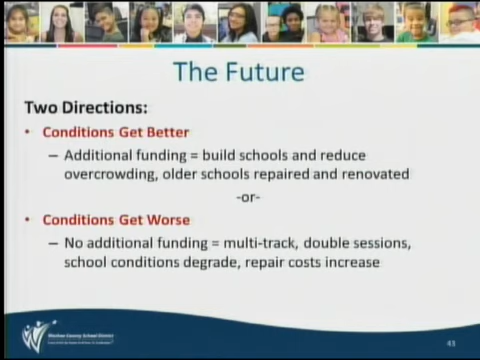 The Future
Two Directions:
• Conditions Get Better
– Additional funding = build schools and reduce
overcrowding, older schools repaired and renovated
-or-
• Conditions Get Worse
– No additional funding = multi-track, double sessions,
school conditions degrade, repair costs increase
Washoe County School District
43